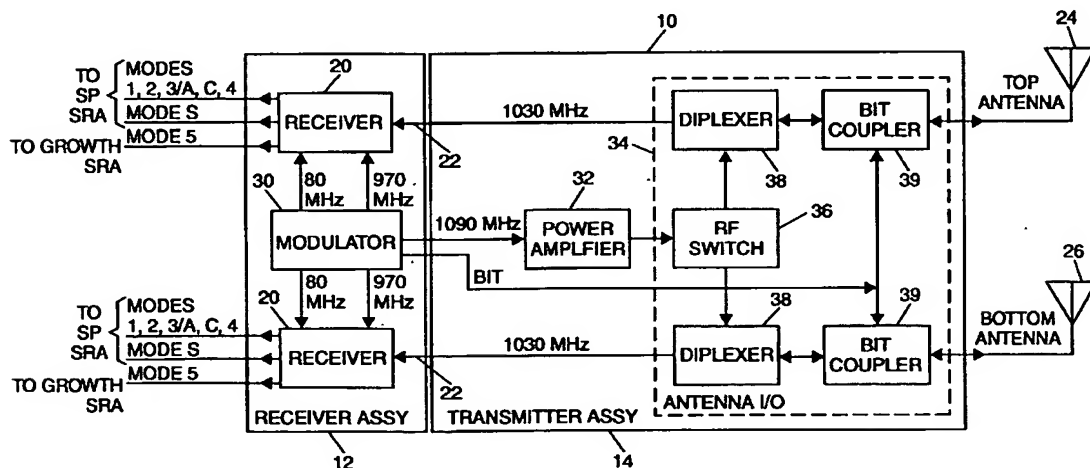 10
24
TO SP SRA
MODES
1, 2, 3/A, C, 4
MODE S
TO GROWTH SRA
MODE 5
20
RECEIVER
1030 MHz
22
34
DIPLEXER
38
BIT COUPLER
39
TOP ANTENNA
30
80 MHz
970 MHz
MODULATOR
1090 MHz
32
POWER AMPLFIER
RF SWITCH
36
BIT
80 MHz
970 MHz
26
TO SP SRA
MODES
1, 2, 3/A, C, 4
MODE S
TO GROWTH SRA
MODE 5
20
RECEIVER
1030 MHz
22
38
DIPLEXER
39
BIT COUPLER
BOTTOM ANTENNA
ANTENNA I/O
RECEIVER ASSY
TRANSMITTER ASSY
12
14